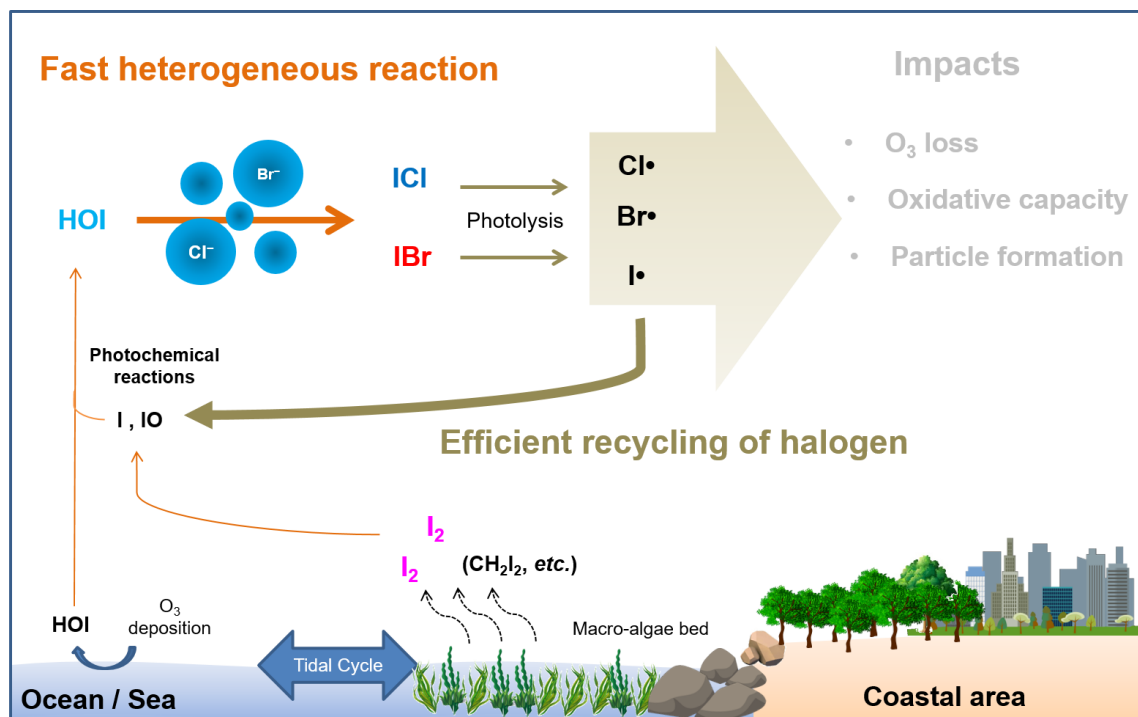 Fast heterogeneous reaction
Impacts
• O₃ loss
• Oxidative capacity
• Particle formation
HOI
Br⁻
Cl⁻
ICl
IBr
Photolysis
Cl•
Br•
I•
Photochemical
reactions
I , IO
Efficient recycling of halogen
I₂
I₂
(CH₂I₂, etc.)
HOI
O₃
deposition
Macro-algae bed
Tidal Cycle
Ocean / Sea
Coastal area